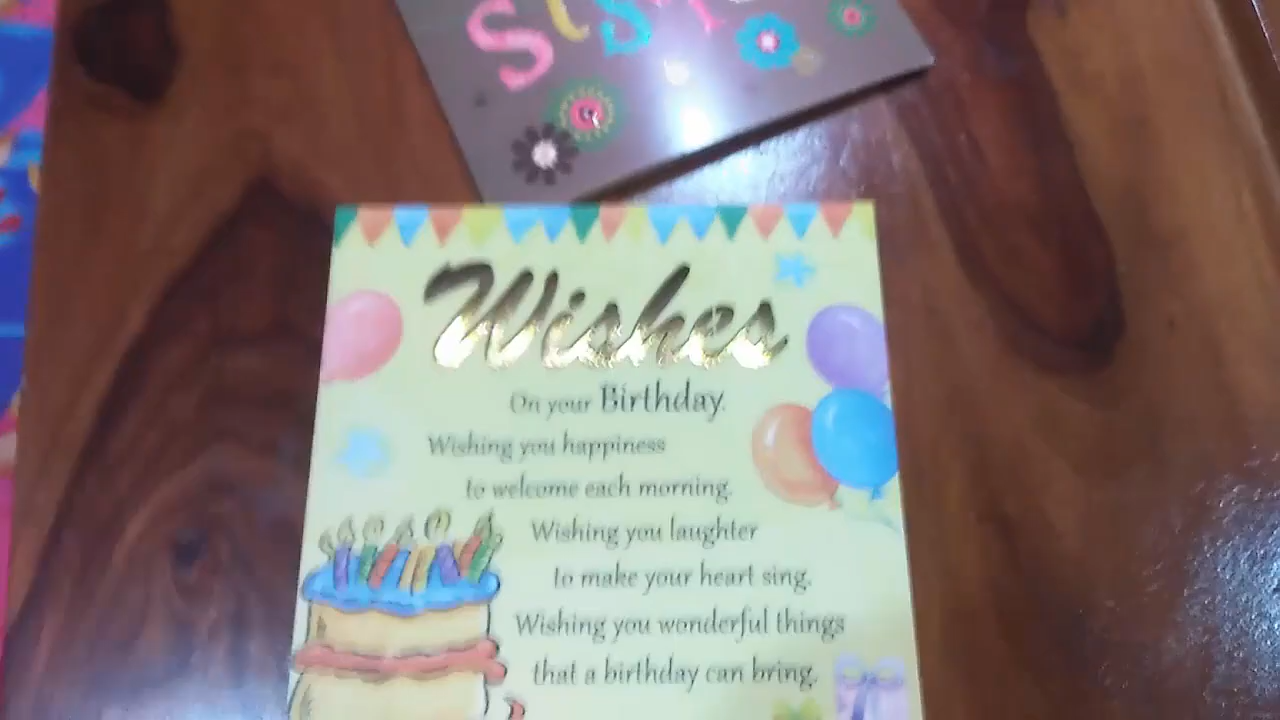 Wishes
On your Birthday.
Wishing you happiness
to welcome each morning.
Wishing you laughter
to make your heart sing.
Wishing you wonderful things
that a birthday can bring.